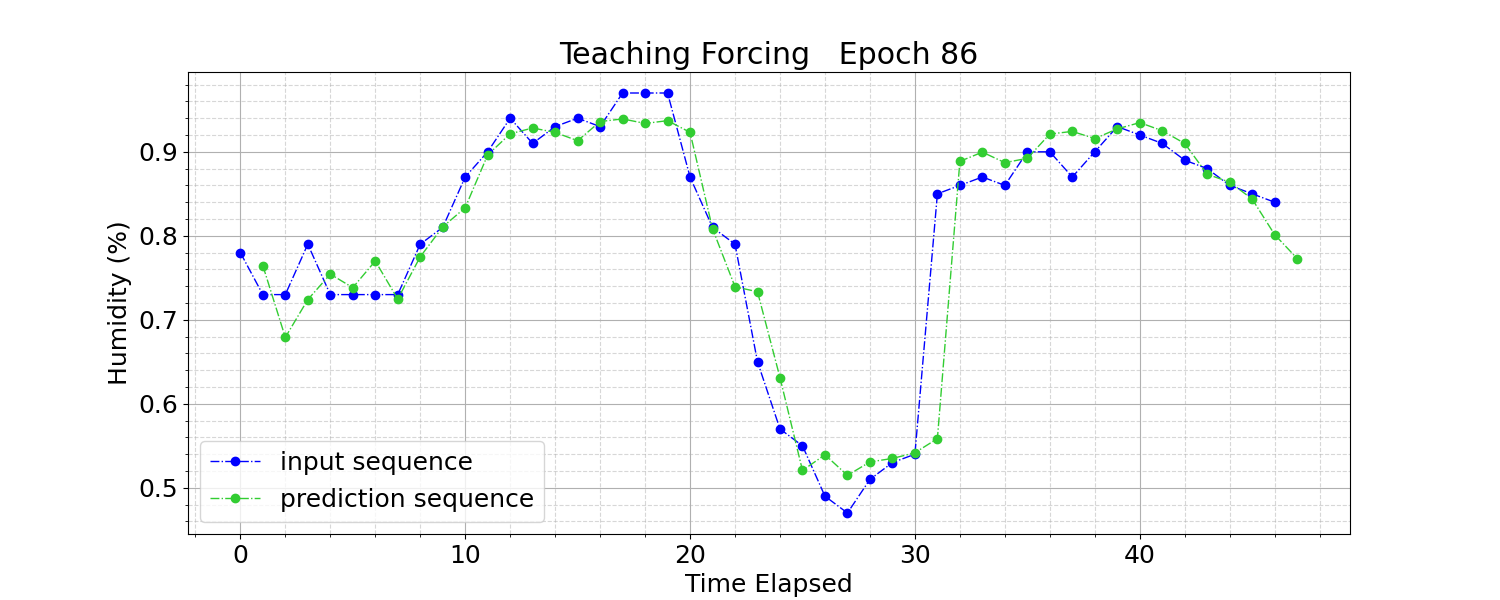 Teaching Forcing   Epoch 86
Humidity (%)
0.9
0.8
0.7
0.6
0.5
input sequence
prediction sequence
0 10 20 30 40
Time Elapsed